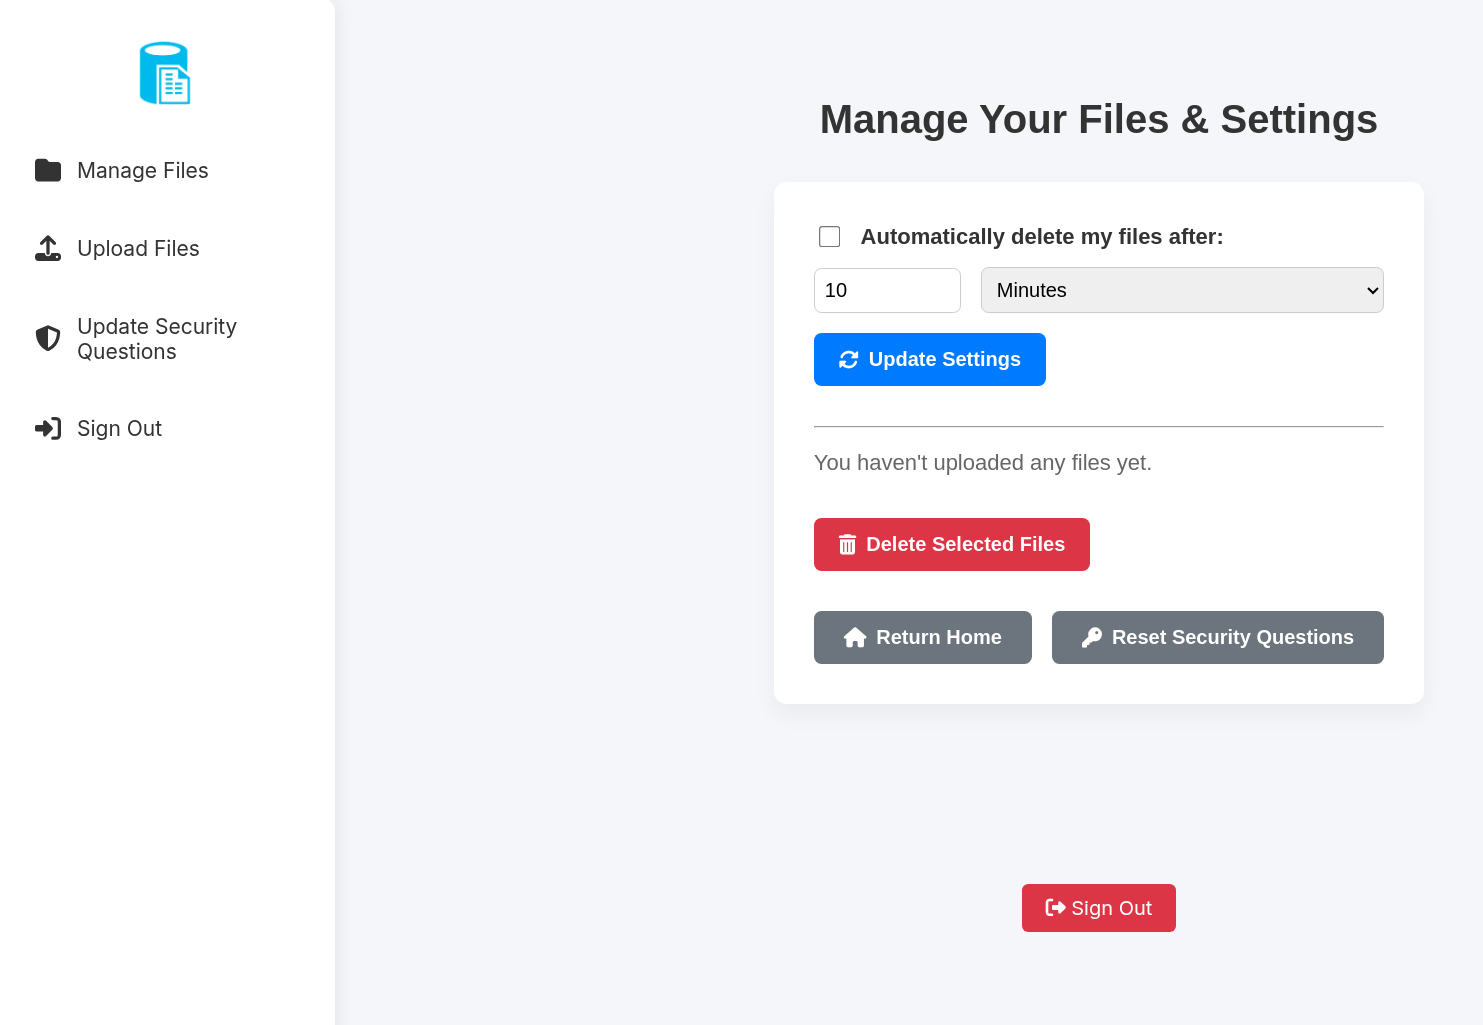 Manage Files
Upload Files
Update Security
Questions
Sign Out
Manage Your Files & Settings
Automatically delete my files after:
10 Minutes
Update Settings
You haven't uploaded any files yet.
Delete Selected Files
Return Home Reset Security Questions
Sign Out